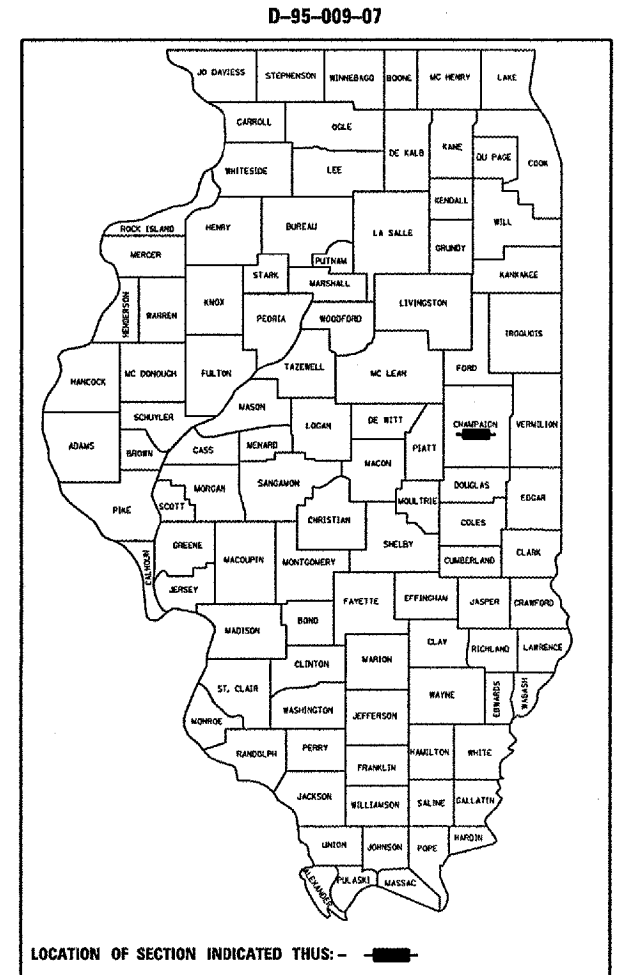 D-95-009-07
JO DAVIESS STEPHENSON WINNEBAGO BOONE MC HENRY LAKE
CARROLL OGLE DE KALB KANE DU PAGE COOK
WHITESIDE LEE
KENDALL
ROCK ISLAND HENRY BUREAU LA SALLE WILL
MERCER PUTNAM GRUNDY
STARK MARSHALL KANKAKEE
HENDERSON WARREN KNOX PEORIA WOODFORD LIVINGSTON IROQUOIS
HANCOCK MC DONOUGH FULTON TAZEWELL MC LEAN FORD
SCHUYLER MASON LOGAN DE WITT CHAMPAIGN VERMILION
ADAMS BROWN CASS MENARD MACON PIATT
PIKE SCOTT MORGAN SANGAMON MOULTRIE DOUGLAS EDGAR
CHRISTIAN COLES
CALHOUN GREENE MACOUPIN MONTGOMERY SHELBY CUMBERLAND CLARK
JERSEY FAYETTE EFFINGHAM JASPER CRAWFORD
MADISON BOND CLAY RICHLAND LAWRENCE
CLINTON MARION
ST. CLAIR WASHINGTON WAYNE EDWARDS WABASH
MONROE JEFFERSON
RANDOLPH PERRY HAMILTON WHITE
FRANKLIN
JACKSON WILLIAMSON SALINE GALLATIN
UNION JOHNSON POPE HARDIN
ALEXANDER PULASKI MASSAC
LOCATION OF SECTION INDICATED THUS: -